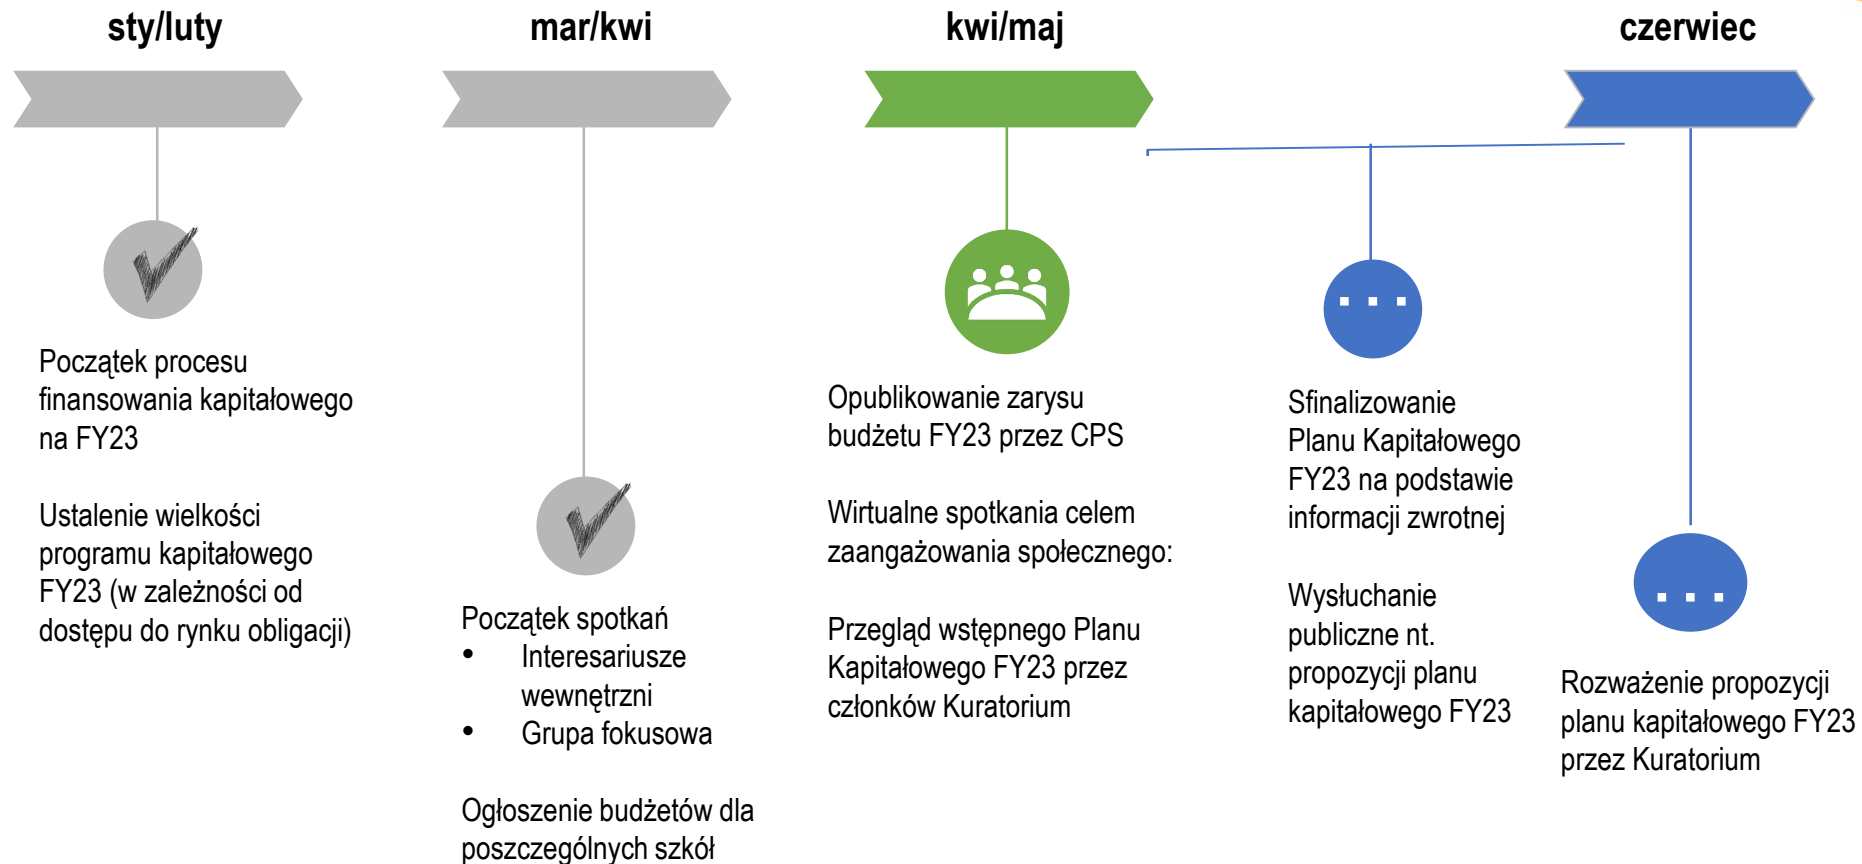 sty/luty
mar/kwi
kwi/maj
czerwiec
Początek procesu
finansowania kapitałowego
na FY23
Ustalenie wielkości
programu kapitałowego
FY23 (w zależności od
dostępu do rynku obligacji)
Początek spotkań
• Interesariusze
wewnętrzni
• Grupa fokusowa
Ogłoszenie budżetów dla
poszczególnych szkół
Opublikowanie zarysu
budżetu FY23 przez CPS
Wirtualne spotkania celem
zaangażowania społecznego:
Przegląd wstępnego Planu
Kapitałowego FY23 przez
członków Kuratorium
Sfinalizowanie
Planu Kapitałowego
FY23 na podstawie
informacji zwrotnej
Wysłuchanie
publiczne nt.
propozycji planu
kapitałowego FY23
Rozważenie propozycji
planu kapitałowego FY23
przez Kuratorium